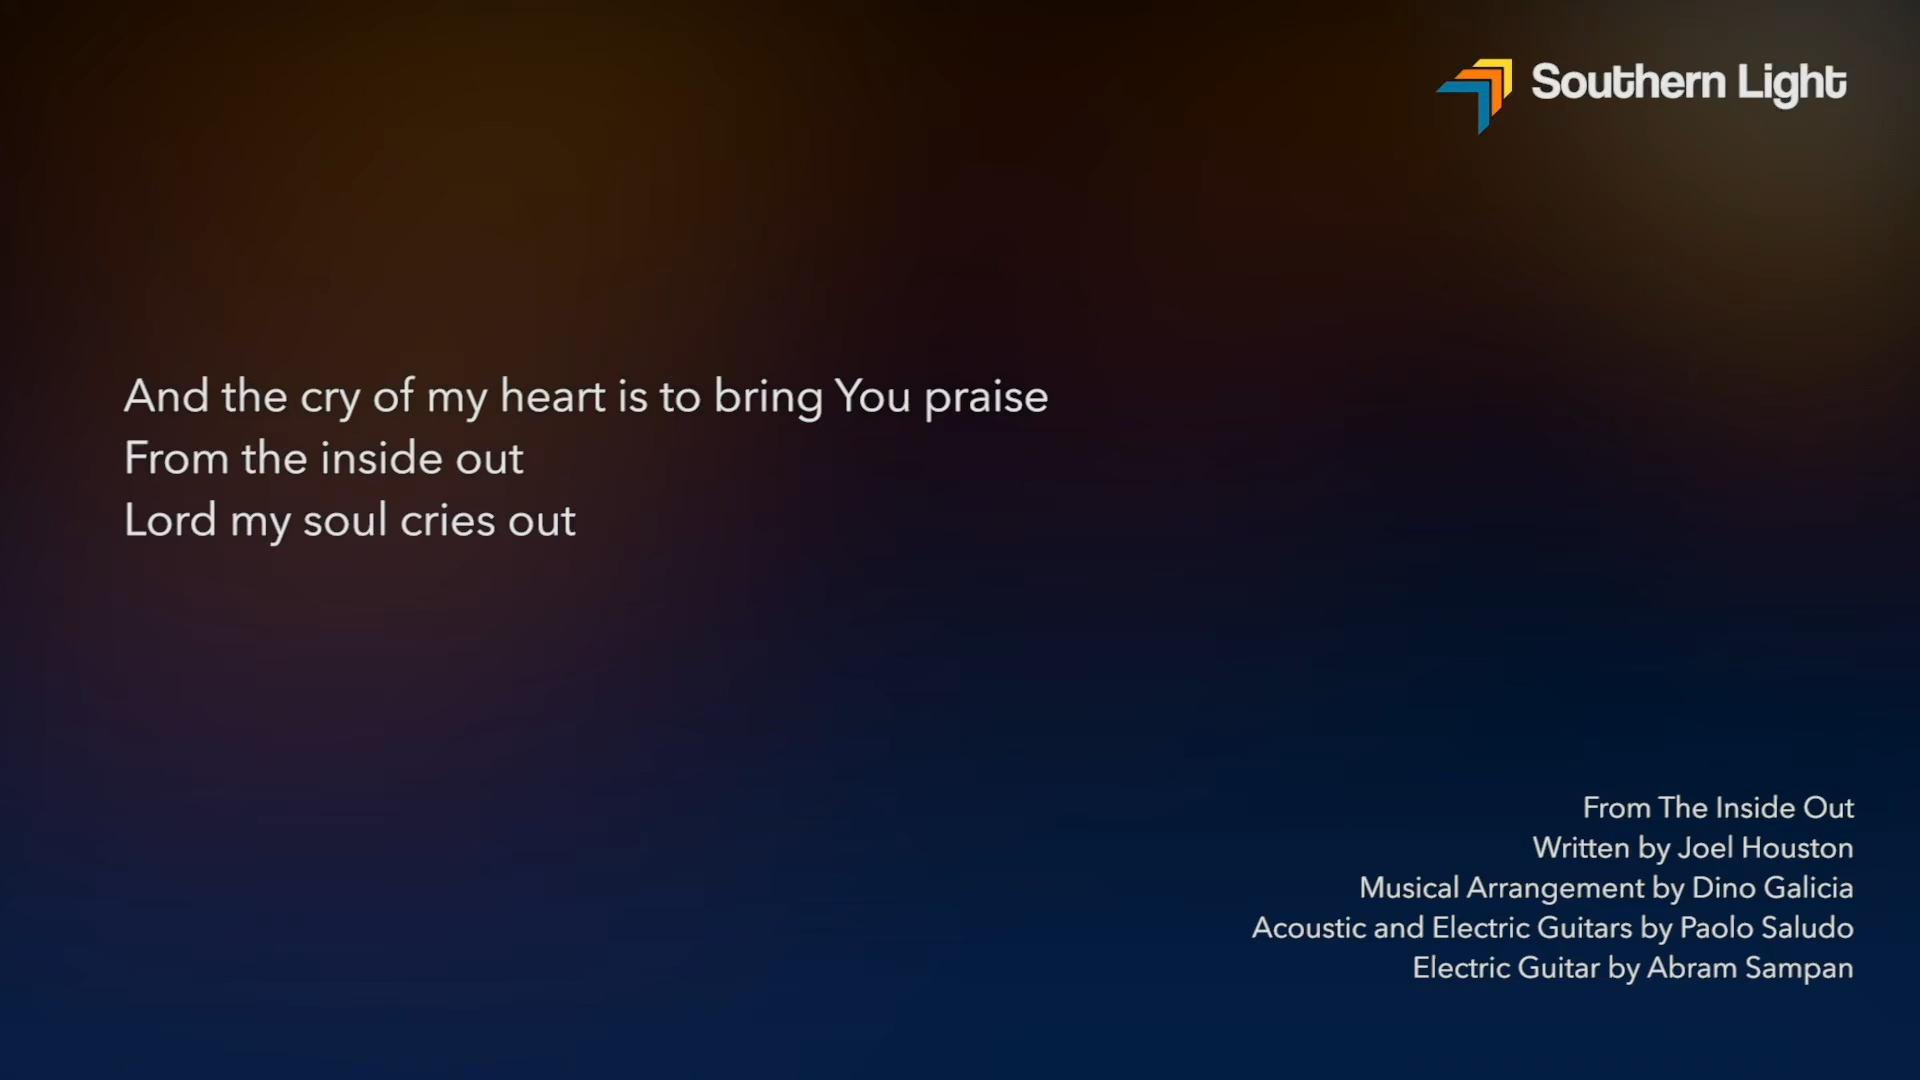 Southern Light
And the cry of my heart is to bring You praise
From the inside out
Lord my soul cries out
From The Inside Out
Written by Joel Houston
Musical Arrangement by Dino Galicia
Acoustic and Electric Guitars by Paolo Saludo
Electric Guitar by Abram Sampan